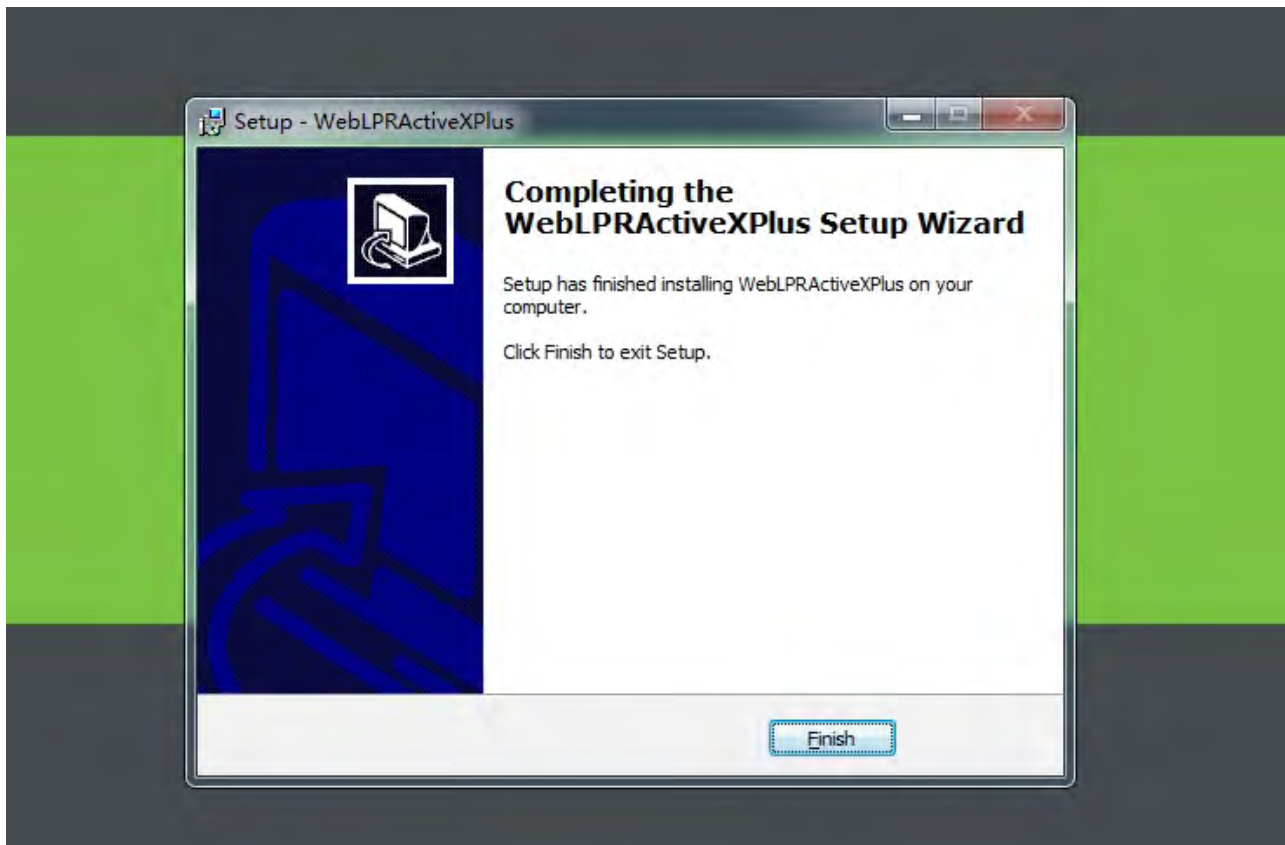 Setup - WebLPRActiveXPlus
Completing the
WebLPRActiveXPlus Setup Wizard
Setup has finished installing WebLPRActiveXPlus on your
computer.
Click Finish to exit Setup.
Finish